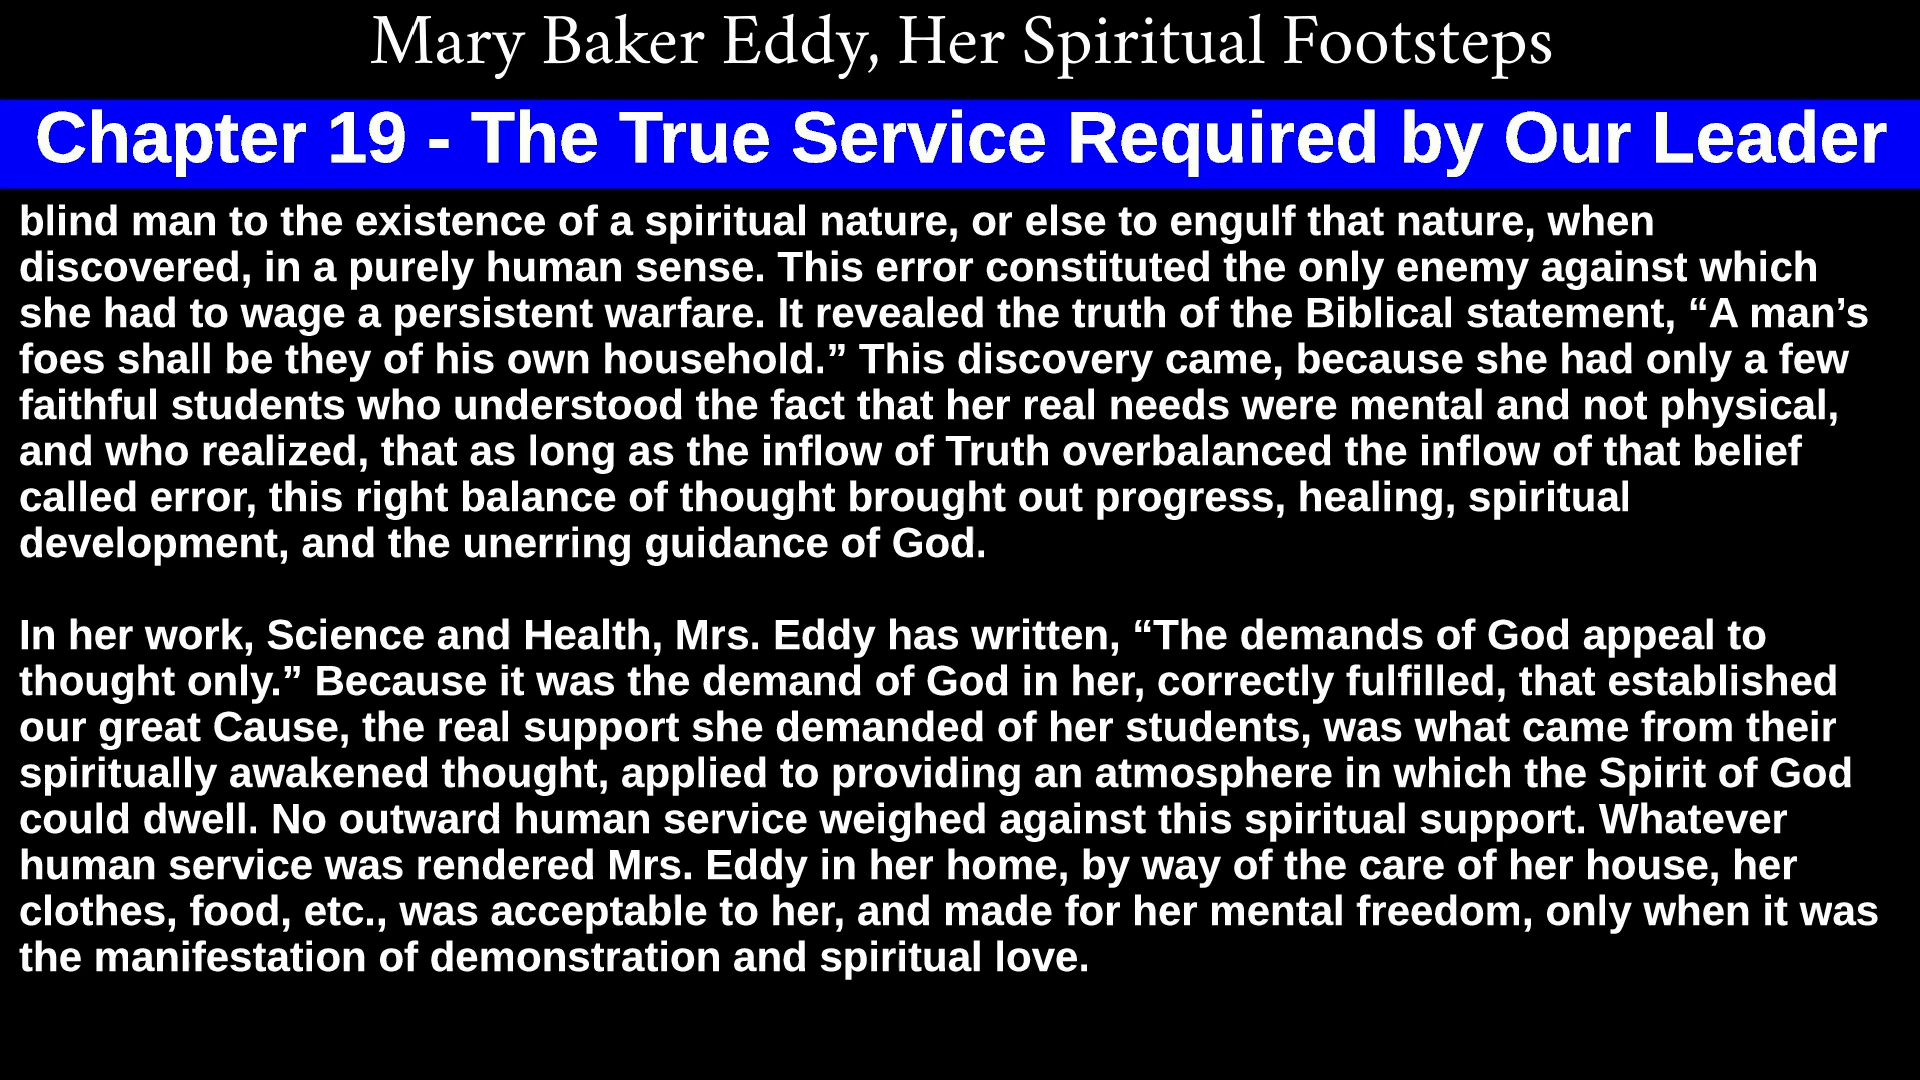 Mary Baker Eddy, Her Spiritual Footsteps
Chapter 19 - The True Service Required by Our Leader
blind man to the existence of a spiritual nature, or else to engulf that nature, when
discovered, in a purely human sense. This error constituted the only enemy against which
she had to wage a persistent warfare. It revealed the truth of the Biblical statement, “A man’s
foes shall be they of his own household.” This discovery came, because she had only a few
faithful students who understood the fact that her real needs were mental and not physical,
and who realized, that as long as the inflow of Truth overbalanced the inflow of that belief
called error, this right balance of thought brought out progress, healing, spiritual
development, and the unerring guidance of God.
In her work, Science and Health, Mrs. Eddy has written, “The demands of God appeal to
thought only.” Because it was the demand of God in her, correctly fulfilled, that established
our great Cause, the real support she demanded of her students, was what came from their
spiritually awakened thought, applied to providing an atmosphere in which the Spirit of God
could dwell. No outward human service weighed against this spiritual support. Whatever
human service was rendered Mrs. Eddy in her home, by way of the care of her house, her
clothes, food, etc., was acceptable to her, and made for her mental freedom, only when it was
the manifestation of demonstration and spiritual love.